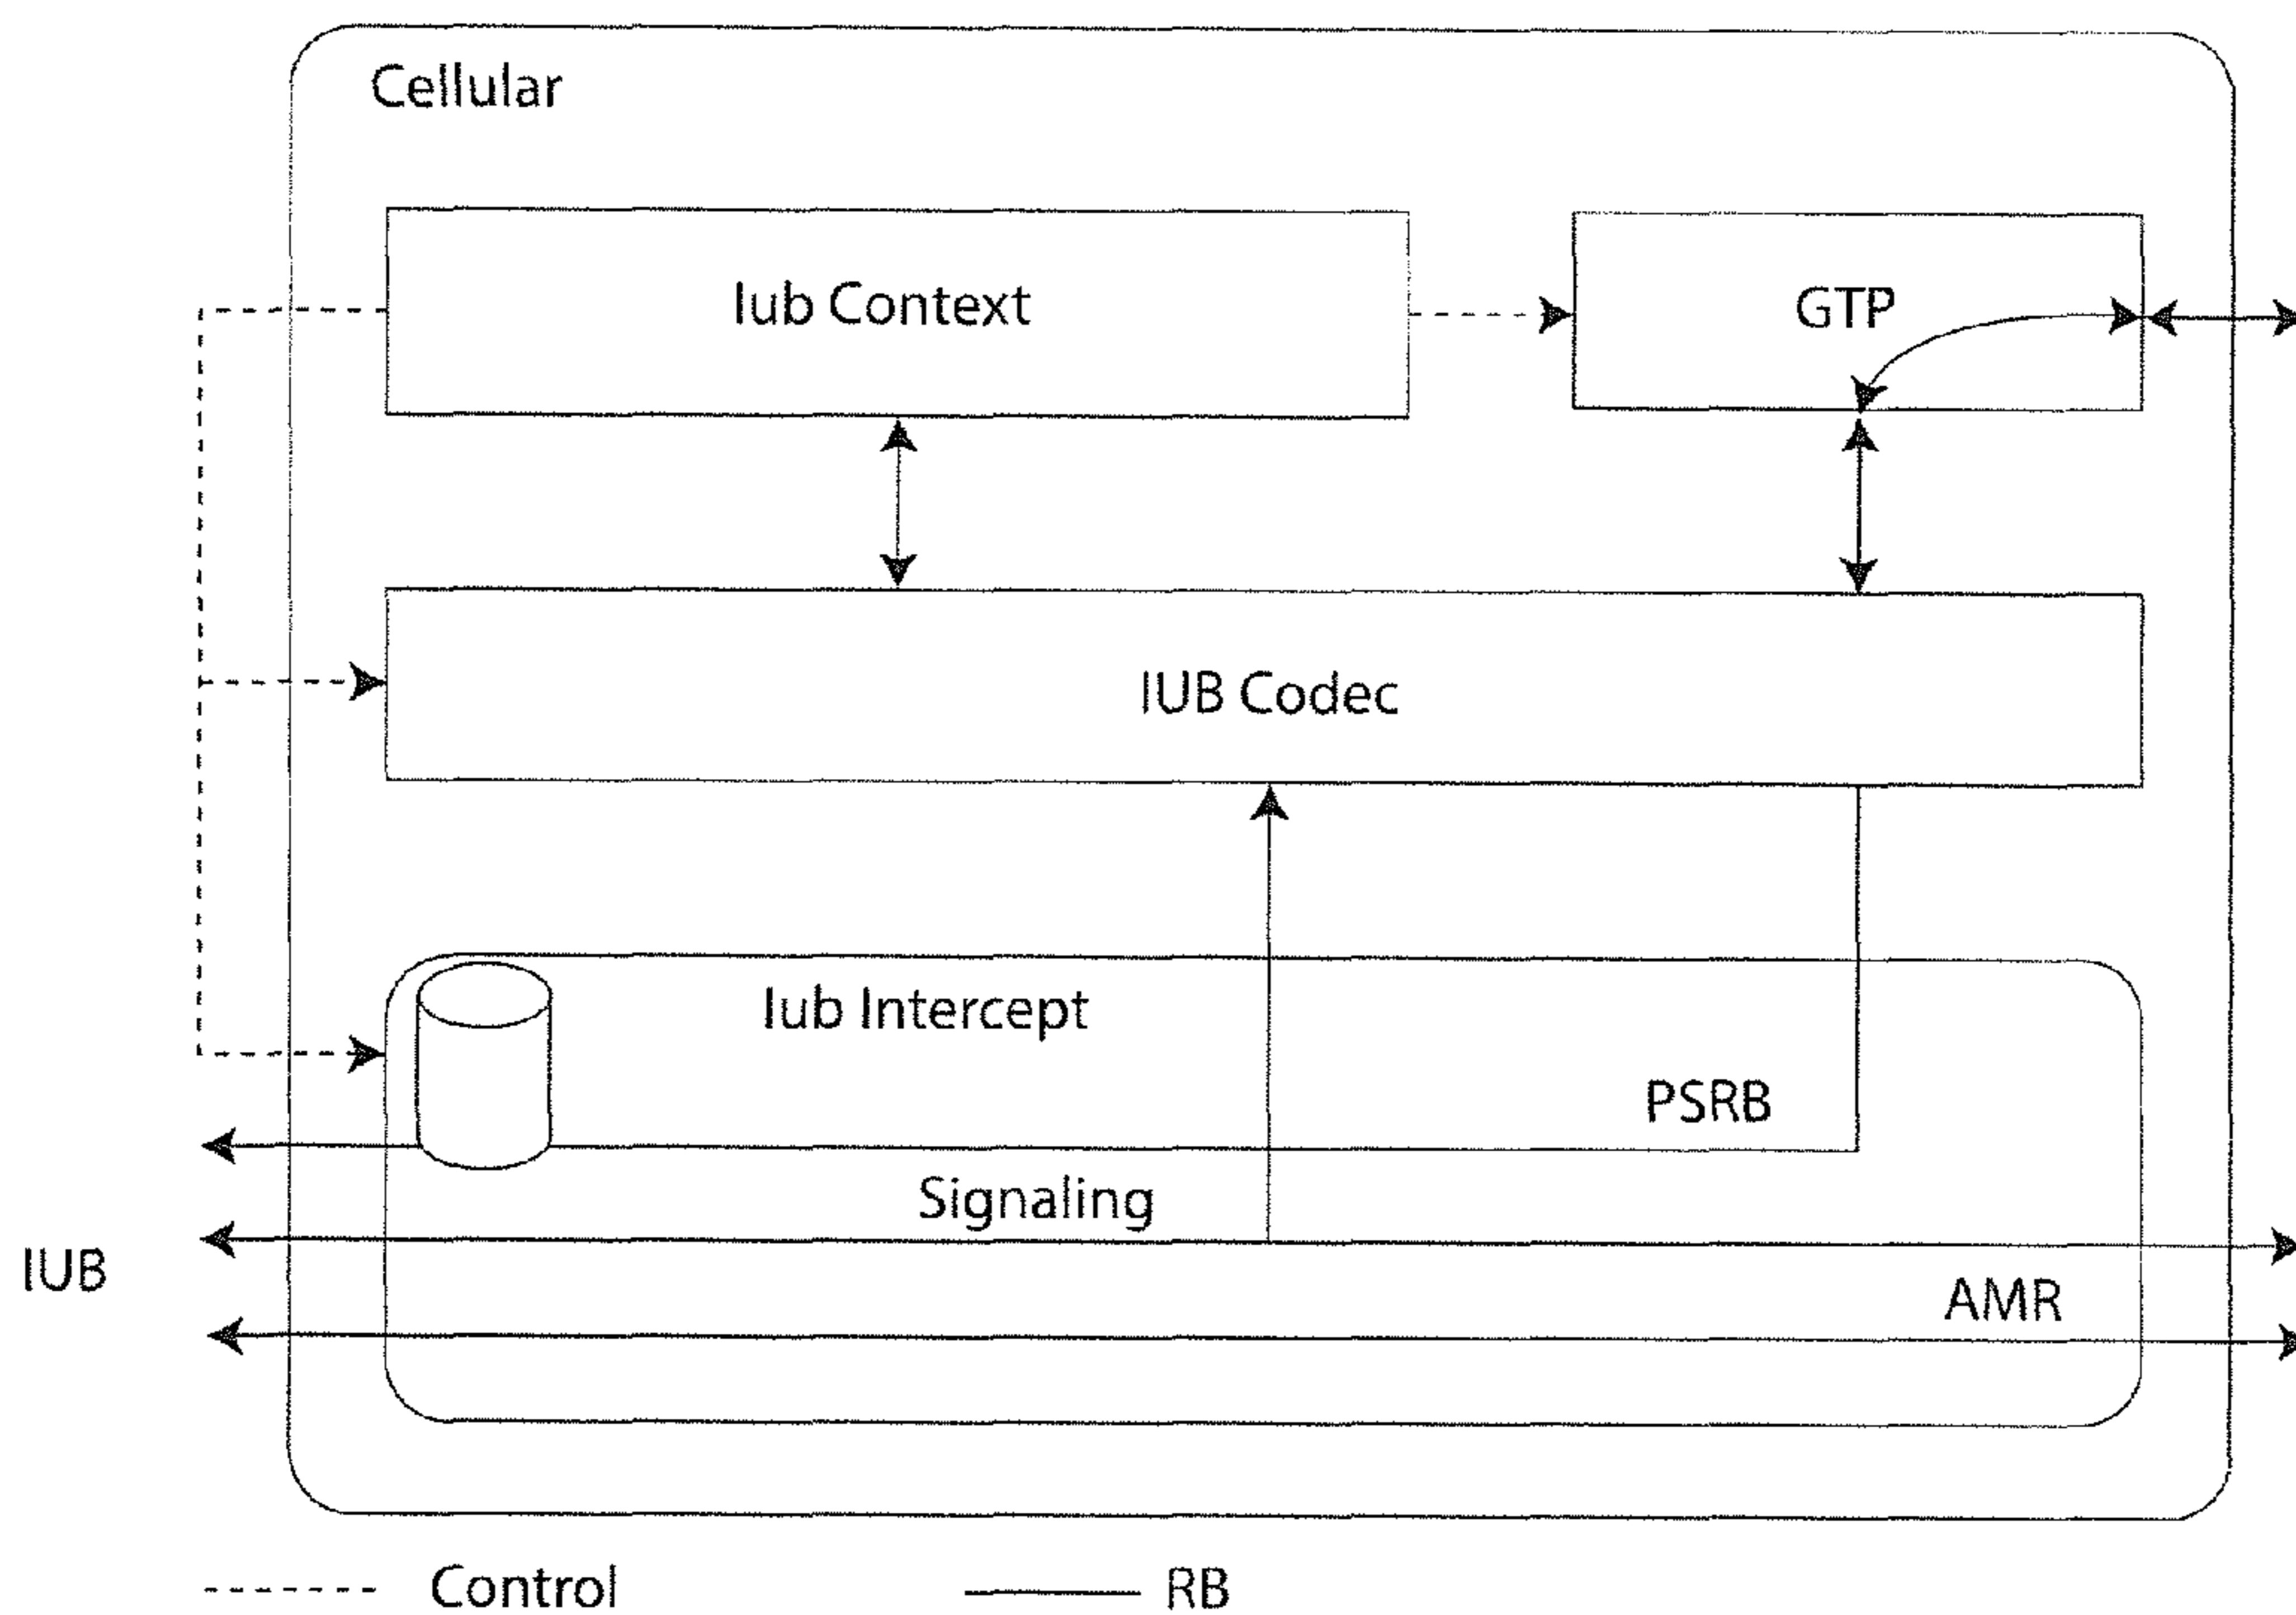 Cellular
Iub Context
GTP
IUB Codec
Iub Intercept
PSRB
Signaling
IUB
AMR
Control
RB